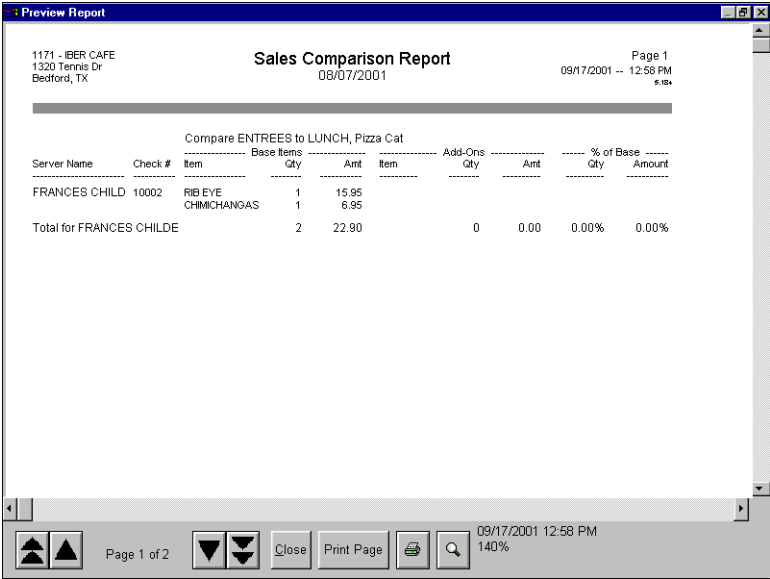 Preview Report
1171 - IBER CAFE
1320 Tennis Dr
Bedford, TX
Sales Comparison Report
08/07/2001
Page 1
09/17/2001 -- 12:58 PM
5.18+
Compare ENTREES to LUNCH, Pizza Cat
---------------- Base Items --------------- --------------- Add-Ons -------------- ------ % of Base ------
Server Name Check # Item Qty Amt Item Qty Amt Qty Amount
FRANCES CHILD 10002 RIB EYE 1 15.95
CHIMICHANGAS 1 6.95
Total for FRANCES CHILDE 2 22.90 0 0.00 0.00% 0.00%
Page 1 of 2
Close
Print Page
09/17/2001 12:58 PM
140%